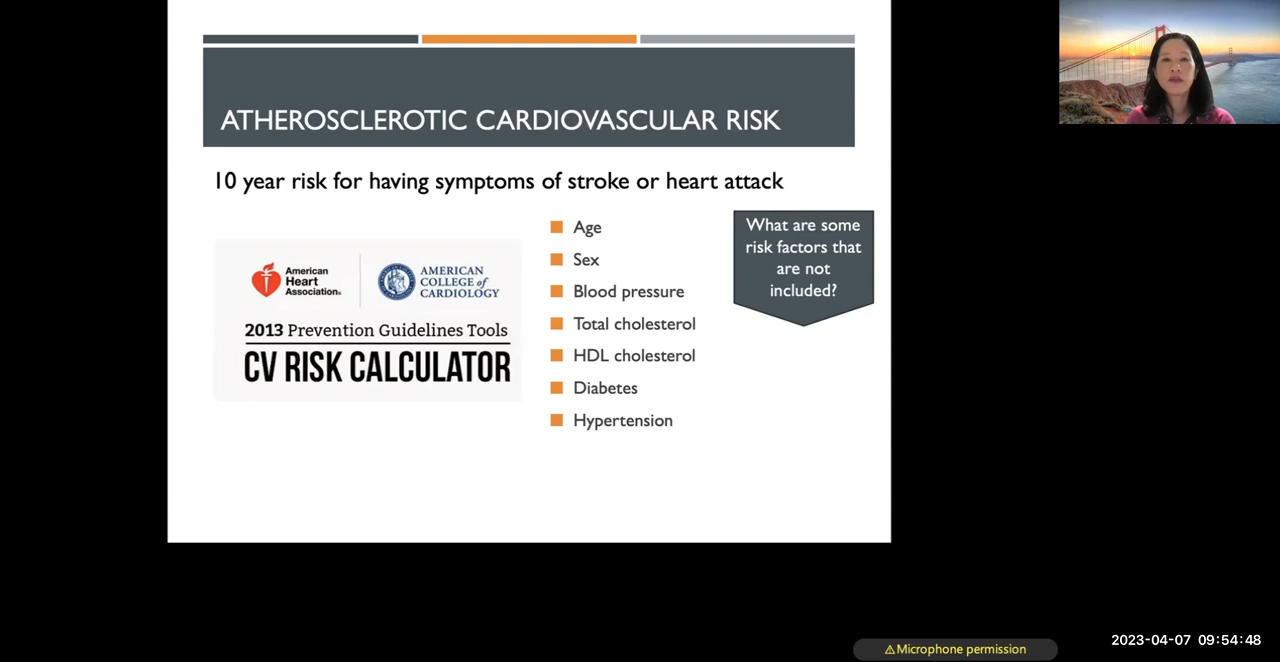 ATHEROSCLEROTIC CARDIOVASCULAR RISK
10 year risk for having symptoms of stroke or heart attack
American
Heart
Association®
AMERICAN
COLLEGE of
CARDIOLOGY
2013 Prevention Guidelines Tools
CV RISK CALCULATOR
Age
Sex
Blood pressure
Total cholesterol
HDL cholesterol
Diabetes
Hypertension
What are some
risk factors that
are not
included?
⚠Microphone permission
2023-04-07 09:54:48